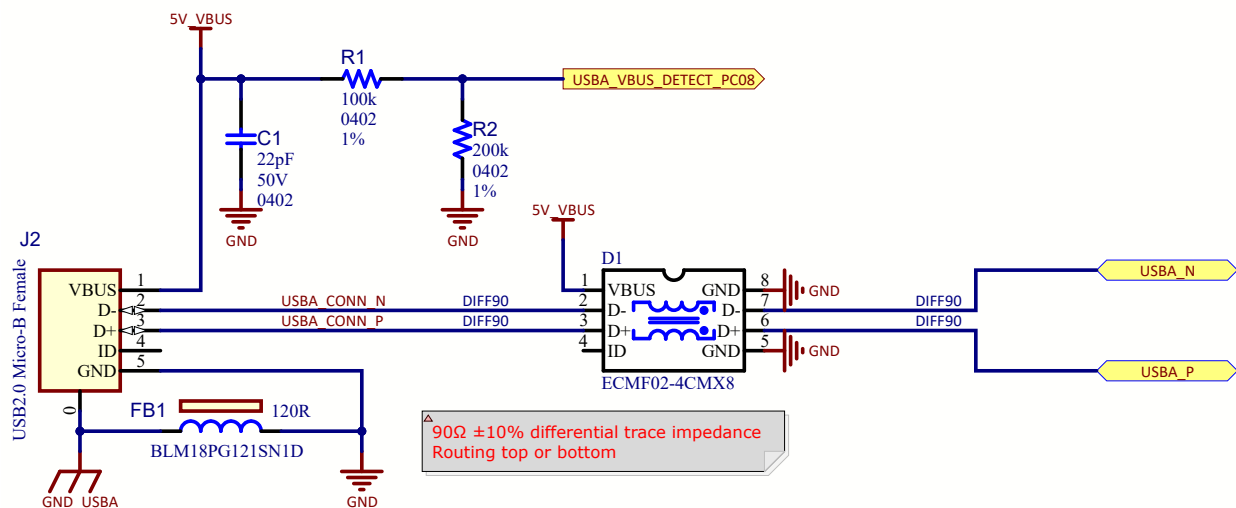 5V_VBUS
R1
100k
0402
1%
USBA_VBUS_DETECT_PC08
C1
22pF
50V
0402
GND
R2
200k
0402
1%
GND
5V_VBUS
J2
USB2.0 Micro-B Female
VBUS 1
D- 2
D+ 3
ID 4
GND 5
0
USBA_CONN_N DIFF90
USBA_CONN_P DIFF90
D1
1 VBUS GND 8 GND
2 D- D- 7
3 D+ D+ 6
4 ID GND 5 GND
ECMF02-4CMX8
DIFF90
DIFF90
USBA_N
USBA_P
FB1 120R
BLM18PG121SN1D
GND USBA
GND
90Ω ±10% differential trace impedance
Routing top or bottom